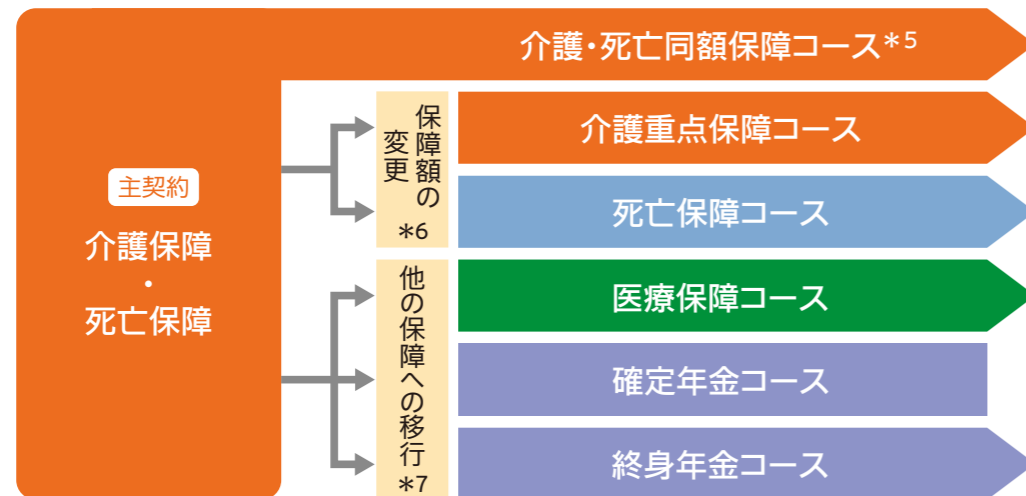 主契約
介護保障
・
死亡保障
介護・死亡同額保障コース*5
保障額の
変更
*6
介護重点保障コース
死亡保障コース
他の保障への移行
*7
医療保障コース
確定年金コース
終身年金コース